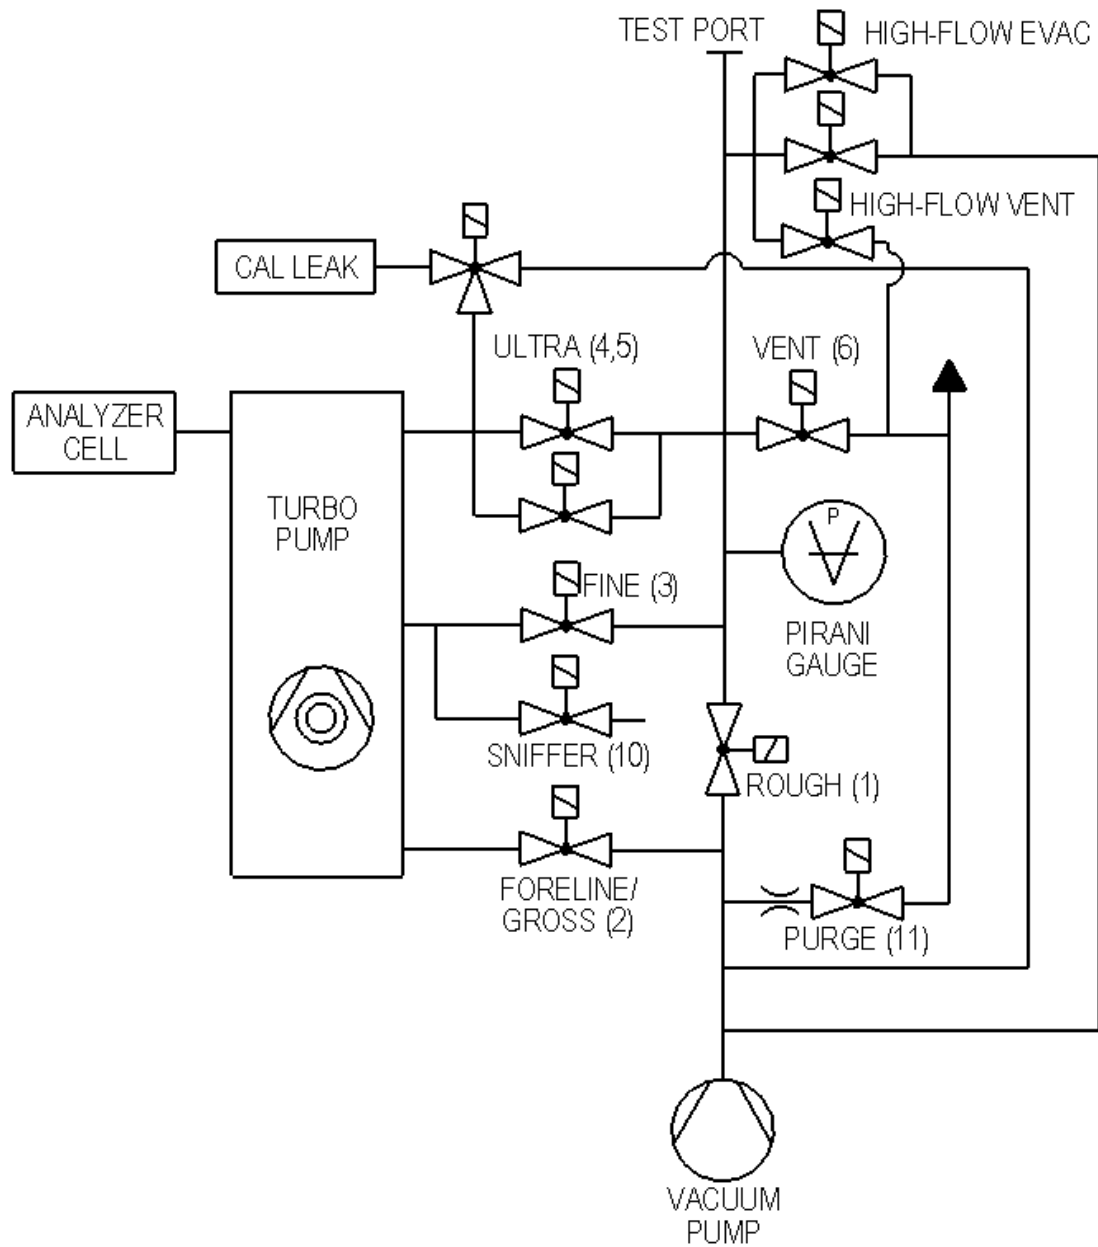 TEST PORT
HIGH-FLOW EVAC
HIGH-FLOW VENT
CAL LEAK
ULTRA (4,5)
VENT (6)
ANALYZER
CELL
TURBO
PUMP
P
FINE (3)
PIRANI
GAUGE
SNIFFER (10)
ROUGH (1)
FORELINE/
GROSS (2)
PURGE (11)
VACUUM
PUMP